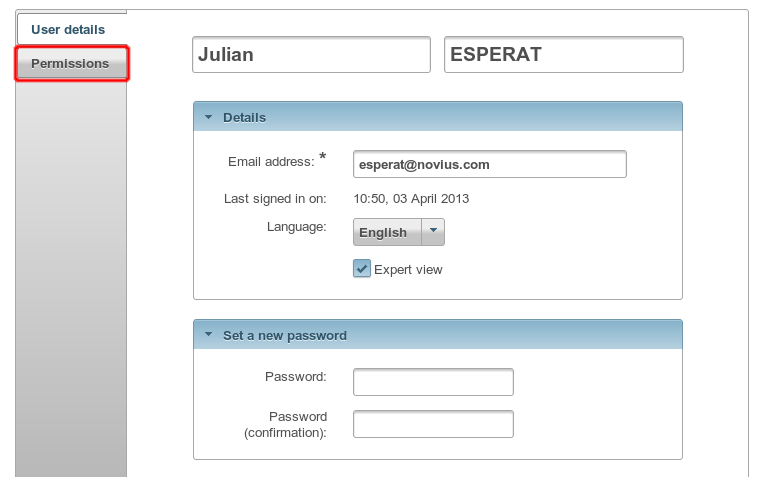 User details
Permissions
Julian ESPERAT
Details
Email address: * esperat@novius.com
Last signed in on: 10:50, 03 April 2013
Language: English
Expert view
Set a new password
Password:
Password
(confirmation):